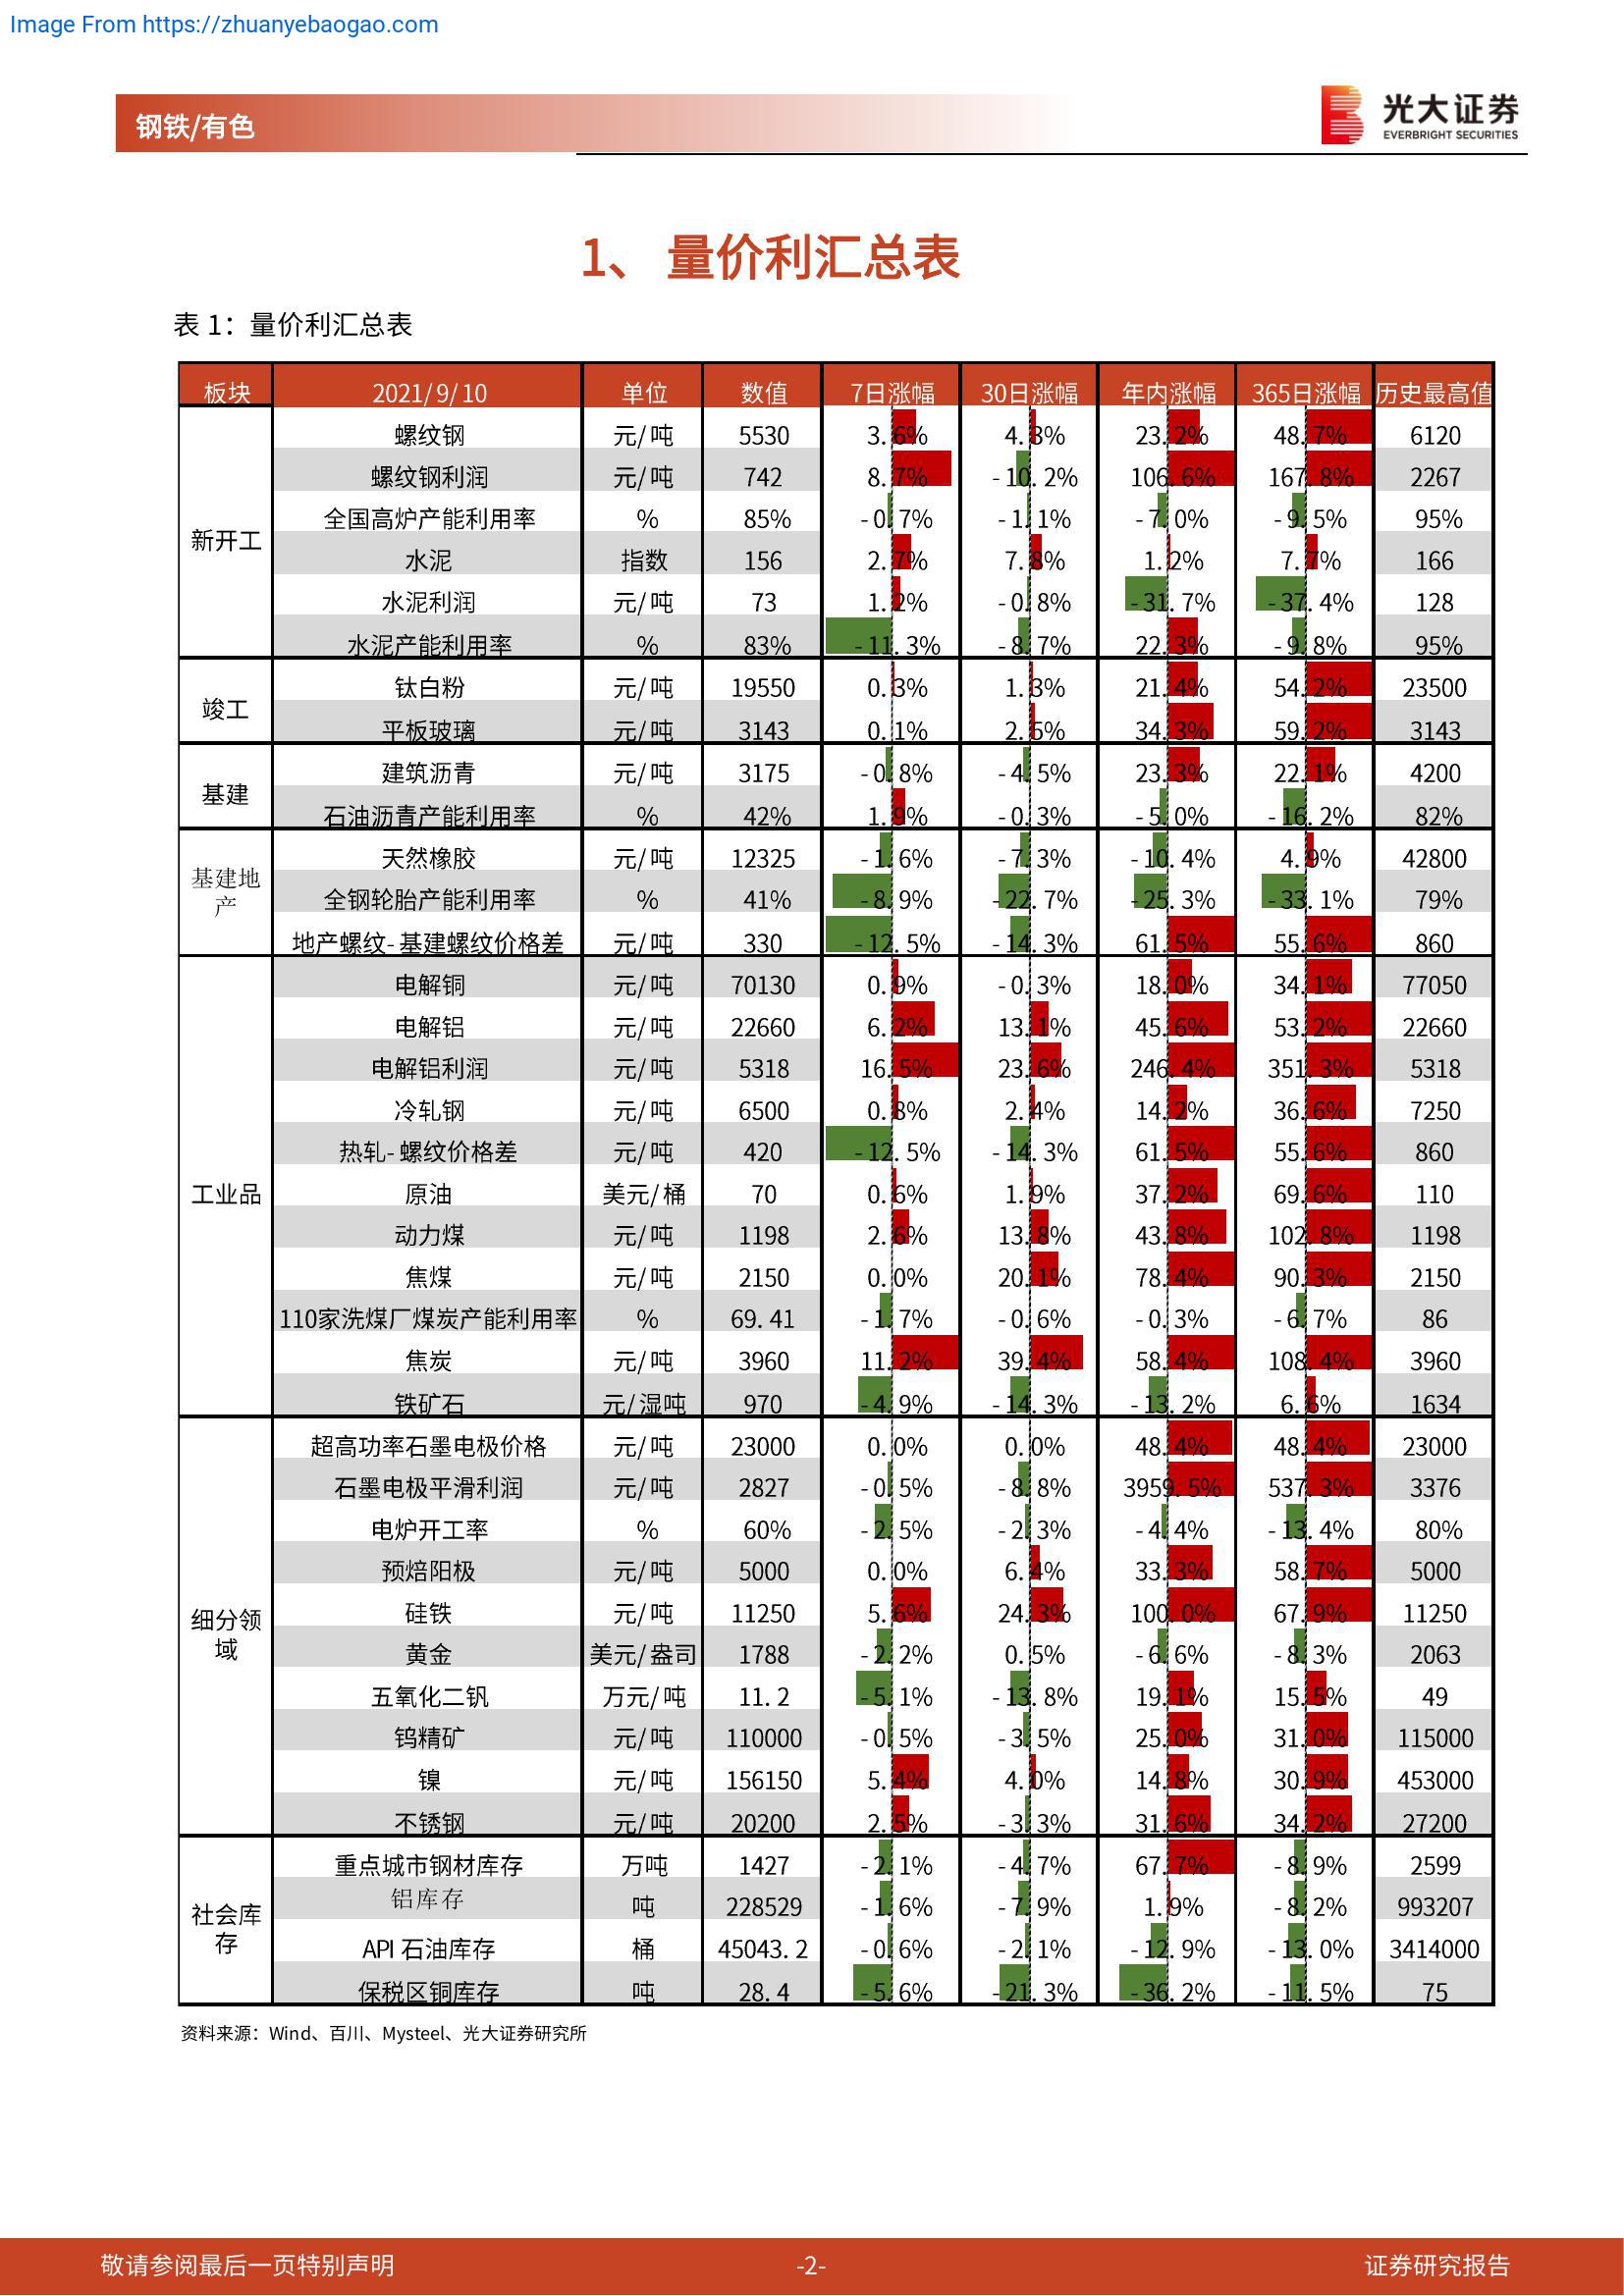 Image From https://zhuanyebaogao.com
钢铁/有色
光大证券
EVERBRIGHT SECURITIES
1、 量价利汇总表
表 1：量价利汇总表
板块 2021/9/10 单位 数值 7日涨幅 30日涨幅 年内涨幅 365日涨幅 历史最高值
新开工
螺纹钢 元/吨 5530 3.6% 4.3% 23.2% 48.7% 6120
螺纹钢利润 元/吨 742 8.7% -10.2% 106.6% 167.8% 2267
全国高炉产能利用率 % 85% -0.7% -1.1% -7.0% -9.5% 95%
水泥 指数 156 2.7% 7.8% 1.2% 7.7% 166
水泥利润 元/吨 73 1.2% -0.8% -31.7% -37.4% 128
水泥产能利用率 % 83% -11.3% -8.7% 22.3% -9.8% 95%
竣工
钛白粉 元/吨 19550 0.3% 1.3% 21.4% 54.2% 23500
平板玻璃 元/吨 3143 0.1% 2.5% 34.3% 59.2% 3143
基建
建筑沥青 元/吨 3175 -0.8% -4.5% 23.3% 22.1% 4200
石油沥青产能利用率 % 42% 1.9% -0.3% -5.0% -16.2% 82%
基建地
产
天然橡胶 元/吨 12325 -1.6% -7.3% -10.4% 4.9% 42800
全钢轮胎产能利用率 % 41% -8.9% -22.7% -25.3% -33.1% 79%
地产螺纹-基建螺纹价格差 元/吨 330 -12.5% -14.3% 61.5% 55.6% 860
工业品
电解铜 元/吨 70130 0.9% -0.3% 18.0% 34.1% 77050
电解铝 元/吨 22660 6.2% 13.1% 45.6% 53.2% 22660
电解铝利润 元/吨 5318 16.5% 23.6% 246.4% 351.3% 5318
冷轧钢 元/吨 6500 0.8% 2.4% 14.2% 36.6% 7250
热轧-螺纹价格差 元/吨 420 -12.5% -14.3% 61.5% 55.6% 860
原油 美元/桶 70 0.6% 1.9% 37.2% 69.6% 110
动力煤 元/吨 1198 2.6% 13.8% 43.8% 102.8% 1198
焦煤 元/吨 2150 0.0% 20.1% 78.4% 90.3% 2150
110家洗煤厂煤炭产能利用率 % 69.41 -1.7% -0.6% -0.3% -6.7% 86
焦炭 元/吨 3960 11.2% 39.4% 58.4% 108.4% 3960
铁矿石 元/湿吨 970 -4.9% -14.3% -13.2% 6.6% 1634
细分领
域
超高功率石墨电极价格 元/吨 23000 0.0% 0.0% 48.4% 48.4% 23000
石墨电极平滑利润 元/吨 2827 -0.5% -8.8% 3959.5% 537.3% 3376
电炉开工率 % 60% -2.5% -2.3% -4.4% -13.4% 80%
预焙阳极 元/吨 5000 0.0% 6.4% 33.3% 58.7% 5000
硅铁 元/吨 11250 5.6% 24.3% 100.0% 67.9% 11250
黄金 美元/盎司 1788 -2.2% 0.5% -6.6% -8.3% 2063
五氧化二钒 万元/吨 11.2 -5.1% -13.8% 19.1% 15.5% 49
钨精矿 元/吨 110000 -0.5% -3.5% 25.0% 31.0% 115000
镍 元/吨 156150 5.4% 4.0% 14.8% 30.9% 453000
不锈钢 元/吨 20200 2.5% -3.3% 31.6% 34.2% 27200
社会库
存
重点城市钢材库存 万吨 1427 -2.1% -4.7% 67.7% -8.9% 2599
铝库存 吨 228529 -1.6% -7.9% 1.9% -8.2% 993207
API 石油库存 桶 45043.2 -0.6% -2.1% -12.9% -13.0% 3414000
保税区铜库存 吨 28.4 -5.6% -21.3% -36.2% -11.5% 75
资料来源：Wind、百川、Mysteel、光大证券研究所
敬请参阅最后一页特别声明 -2- 证券研究报告